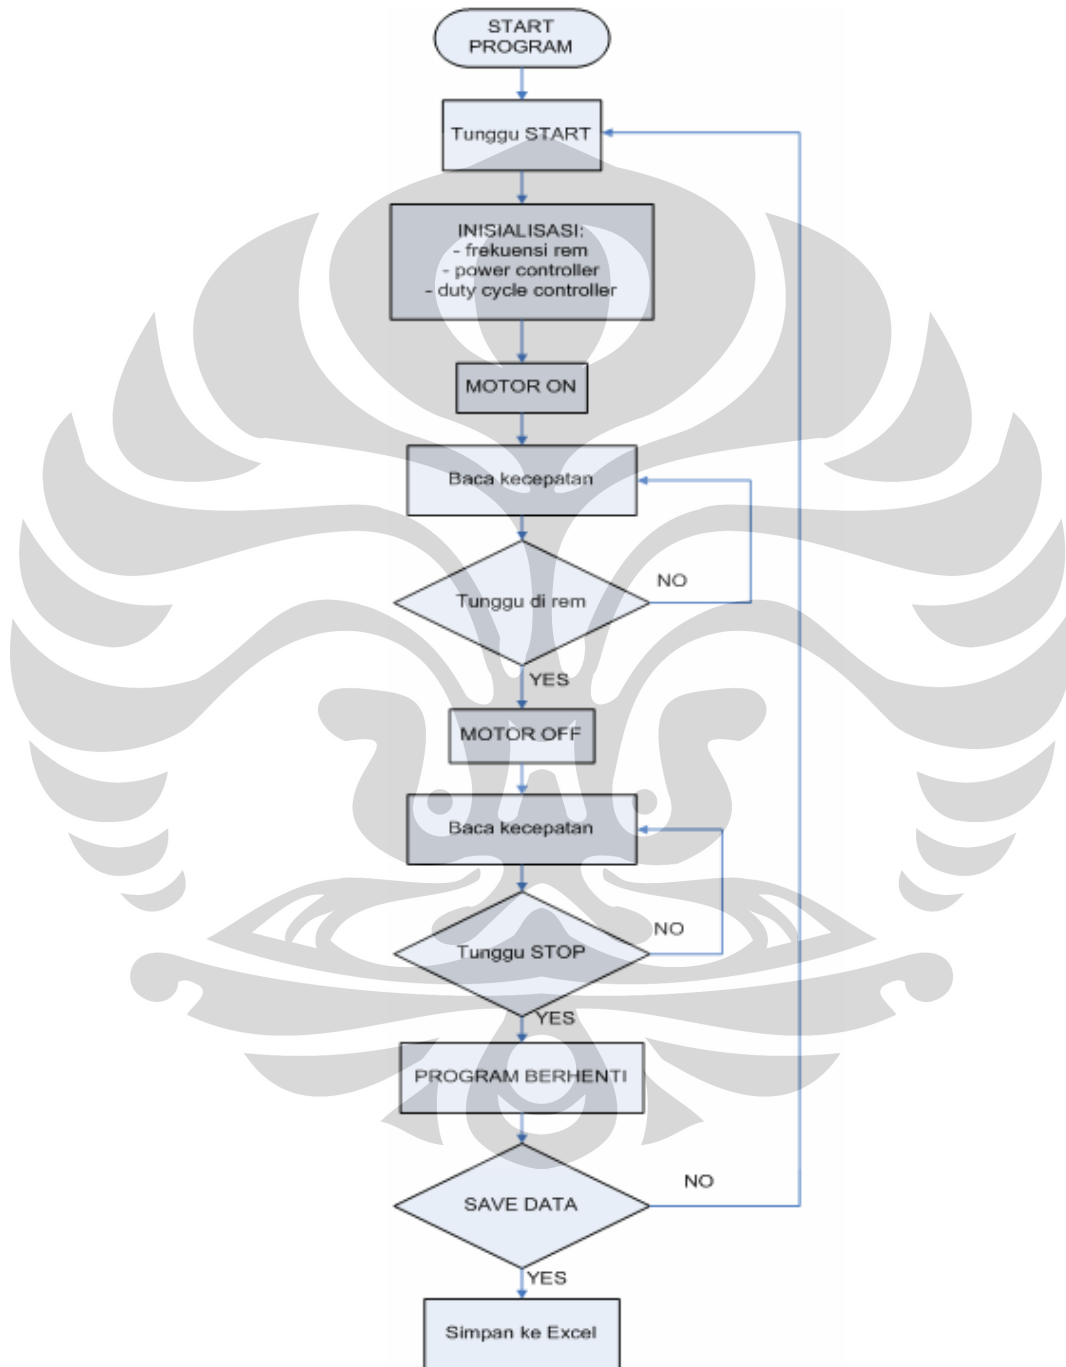 START
PROGRAM
Tunggu START
INISIALISASI:
- frekuensi rem
- power controller
- duty cycle controller
MOTOR ON
Baca kecepatan
Tunggu di rem
NO
YES
MOTOR OFF
Baca kecepatan
Tunggu STOP
NO
YES
PROGRAM BERHENTI
SAVE DATA
NO
YES
Simpan ke Excel